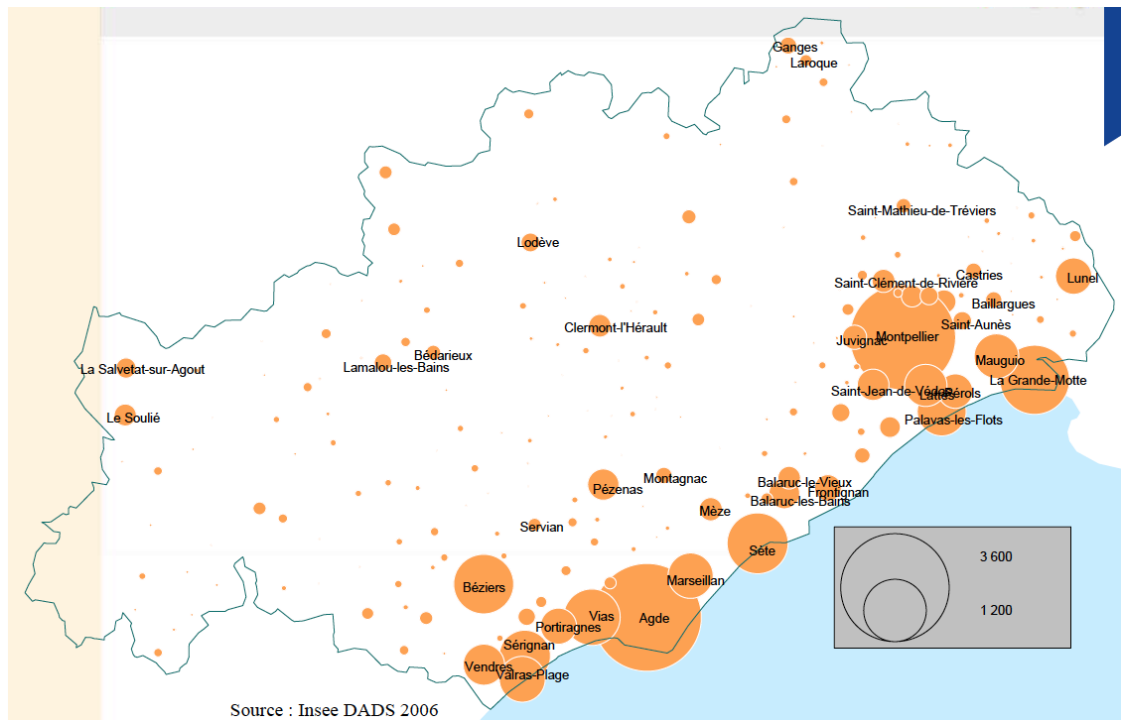 Ganges
Laroque
Saint-Mathieu-de-Tréviers
Lodève
Saint-Clément-de-Rivière
Castries
Lunel
Baillargues
Saint-Aunès
Clermont-l'Hérault
Montpellier
Juvignac
Bédarieux
Lamalou-les-Bains
La Salvetat-sur-Agout
Mauguio
La Grande-Motte
Saint-Jean-de-Védas
Lattes
Pérols
Le Soulié
Palavas-les-Flots
Montagnac
Pézenas
Balaruc-le-Vieux
Frontignan
Balaruc-les-Bains
Mèze
Servian
Sète
3 600
1 200
Marseillan
Béziers
Vias
Agde
Portiragnes
Sérignan
Vendres
Valras-Plage
Source : Insee DADS 2006